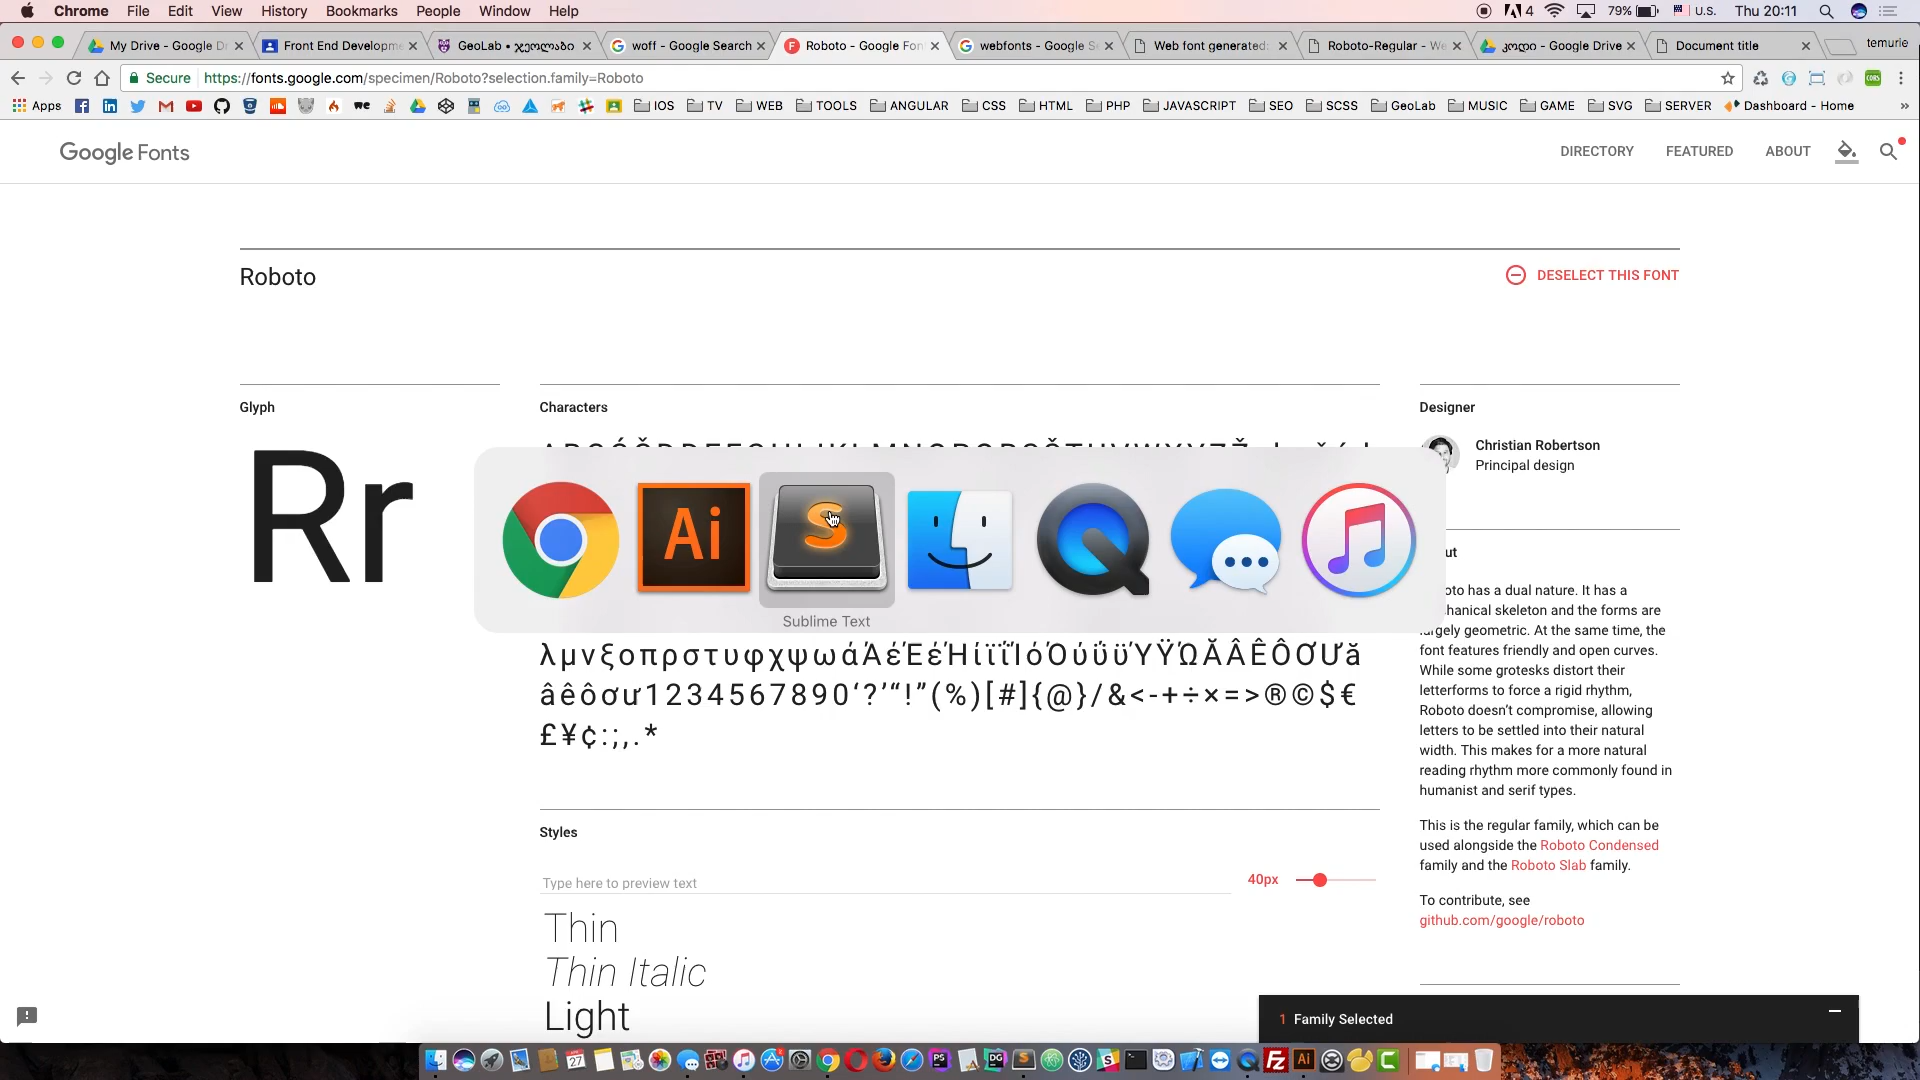 Chrome File Edit View History Bookmarks People Window Help
4 79% U.S. Thu 20:11
My Drive - Google Dr
Front End Developme
GeoLab • ჯეოლაბი
woff - Google Search
Roboto - Google Fon
webfonts - Google S
Web font generated:
Roboto-Regular - We
კოდი - Google Drive
Document title
temurie
Secure https://fonts.google.com/specimen/Roboto?selection.family=Roboto
Apps IOS TV WEB TOOLS ANGULAR CSS HTML PHP JAVASCRIPT SEO SCSS GeoLab MUSIC GAME SVG SERVER Dashboard - Home »
Google Fonts
DIRECTORY FEATURED ABOUT
Roboto
DESELECT THIS FONT
Glyph
Rr
Characters
Ai
S
Sublime Text
λμνξοπρστυφχψωάΆέΈέΉίϊΐΊόΌύΰϋΎΫΏĂÂÊÔƠƯă
âêôơư1234567890‘?’“!”(%)[#]{@}/&<-+÷×=>®©$€
£¥¢:;,.*
Styles
Type here to preview text
40px
Thin
Thin Italic
Light
Designer
Christian Robertson
Principal design
oto has a dual nature. It has a
hanical skeleton and the forms are
largely geometric. At the same time, the
font features friendly and open curves.
While some grotesks distort their
letterforms to force a rigid rhythm,
Roboto doesn’t compromise, allowing
letters to be settled into their natural
width. This makes for a more natural
reading rhythm more commonly found in
humanist and serif types.
This is the regular family, which can be
used alongside the Roboto Condensed
family and the Roboto Slab family.
To contribute, see
github.com/google/roboto
1 Family Selected